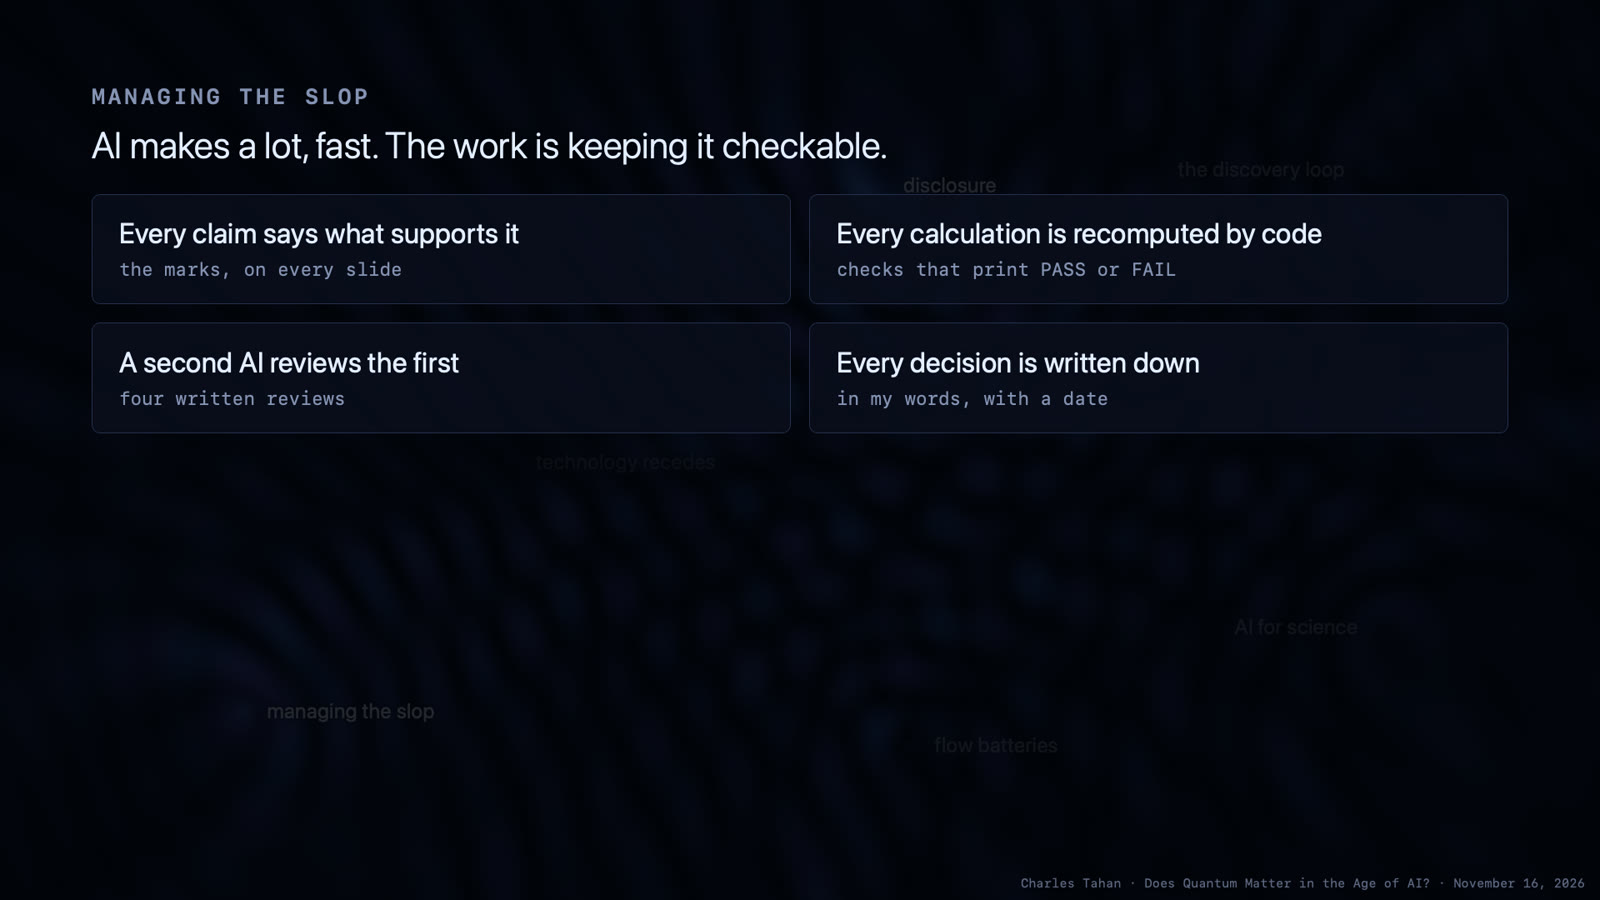 MANAGING THE SLOP
AI makes a lot, fast. The work is keeping it checkable.
the discovery loop
disclosure
Every claim says what supports it
the marks, on every slide
Every calculation is recomputed by code
checks that print PASS or FAIL
A second AI reviews the first
four written reviews
Every decision is written down
in my words, with a date
technology recedes
AI for science
managing the slop
flow batteries
Charles Tahan · Does Quantum Matter in the Age of AI? · November 16, 2026